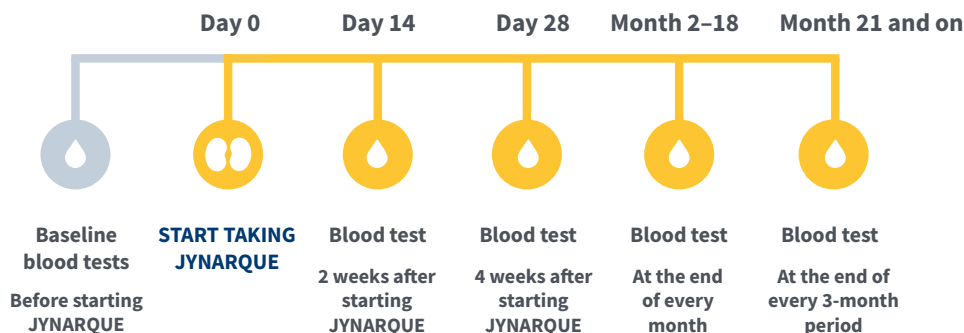 Day 0
Day 14
Day 28
Month 2–18
Month 21 and on
Baseline
blood tests
Before starting
JYNARQUE
START TAKING
JYNARQUE
Blood test
2 weeks after
starting
JYNARQUE
Blood test
4 weeks after
starting
JYNARQUE
Blood test
At the end
of every
month
Blood test
At the end of
every 3-month
period